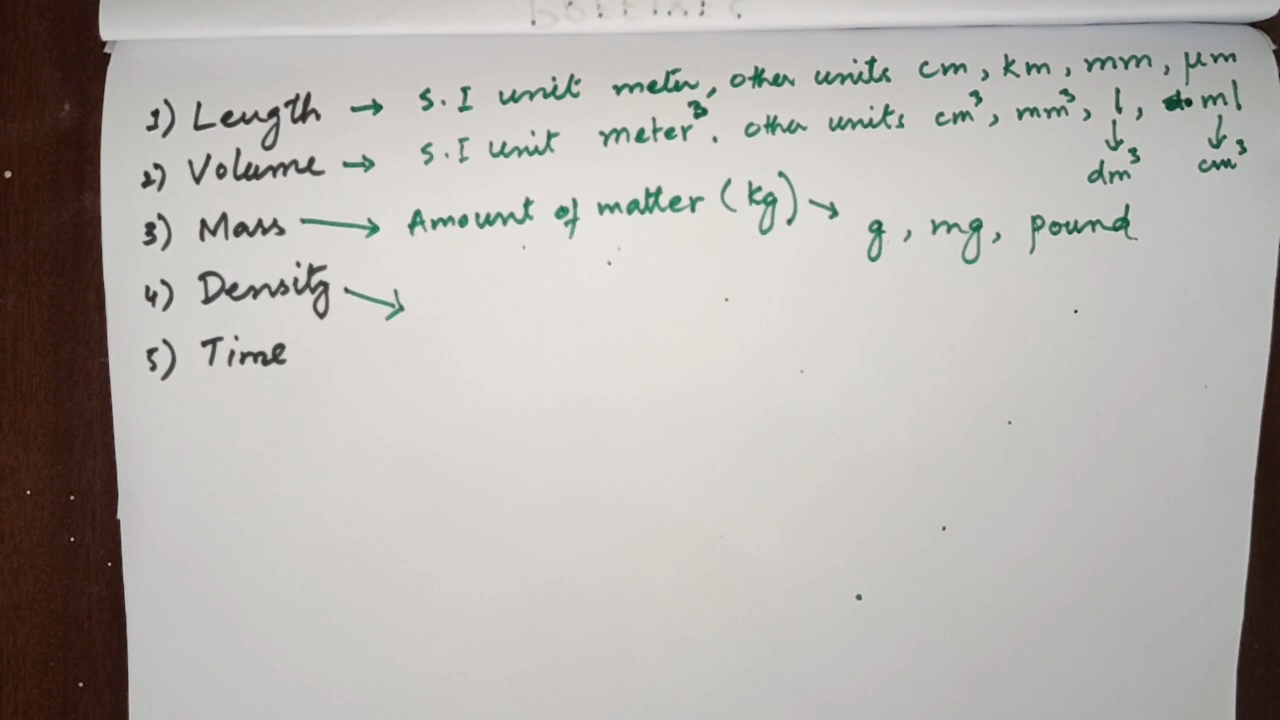 1) Length → S.I unit meter, other units cm, km, mm, μm
2) Volume → S.I unit meter³. other units cm³, mm³, l, ml
↓ dm³ ↓ cm³
3) Mass → Amount of matter (kg) → g, mg, pound
4) Density →
5) Time